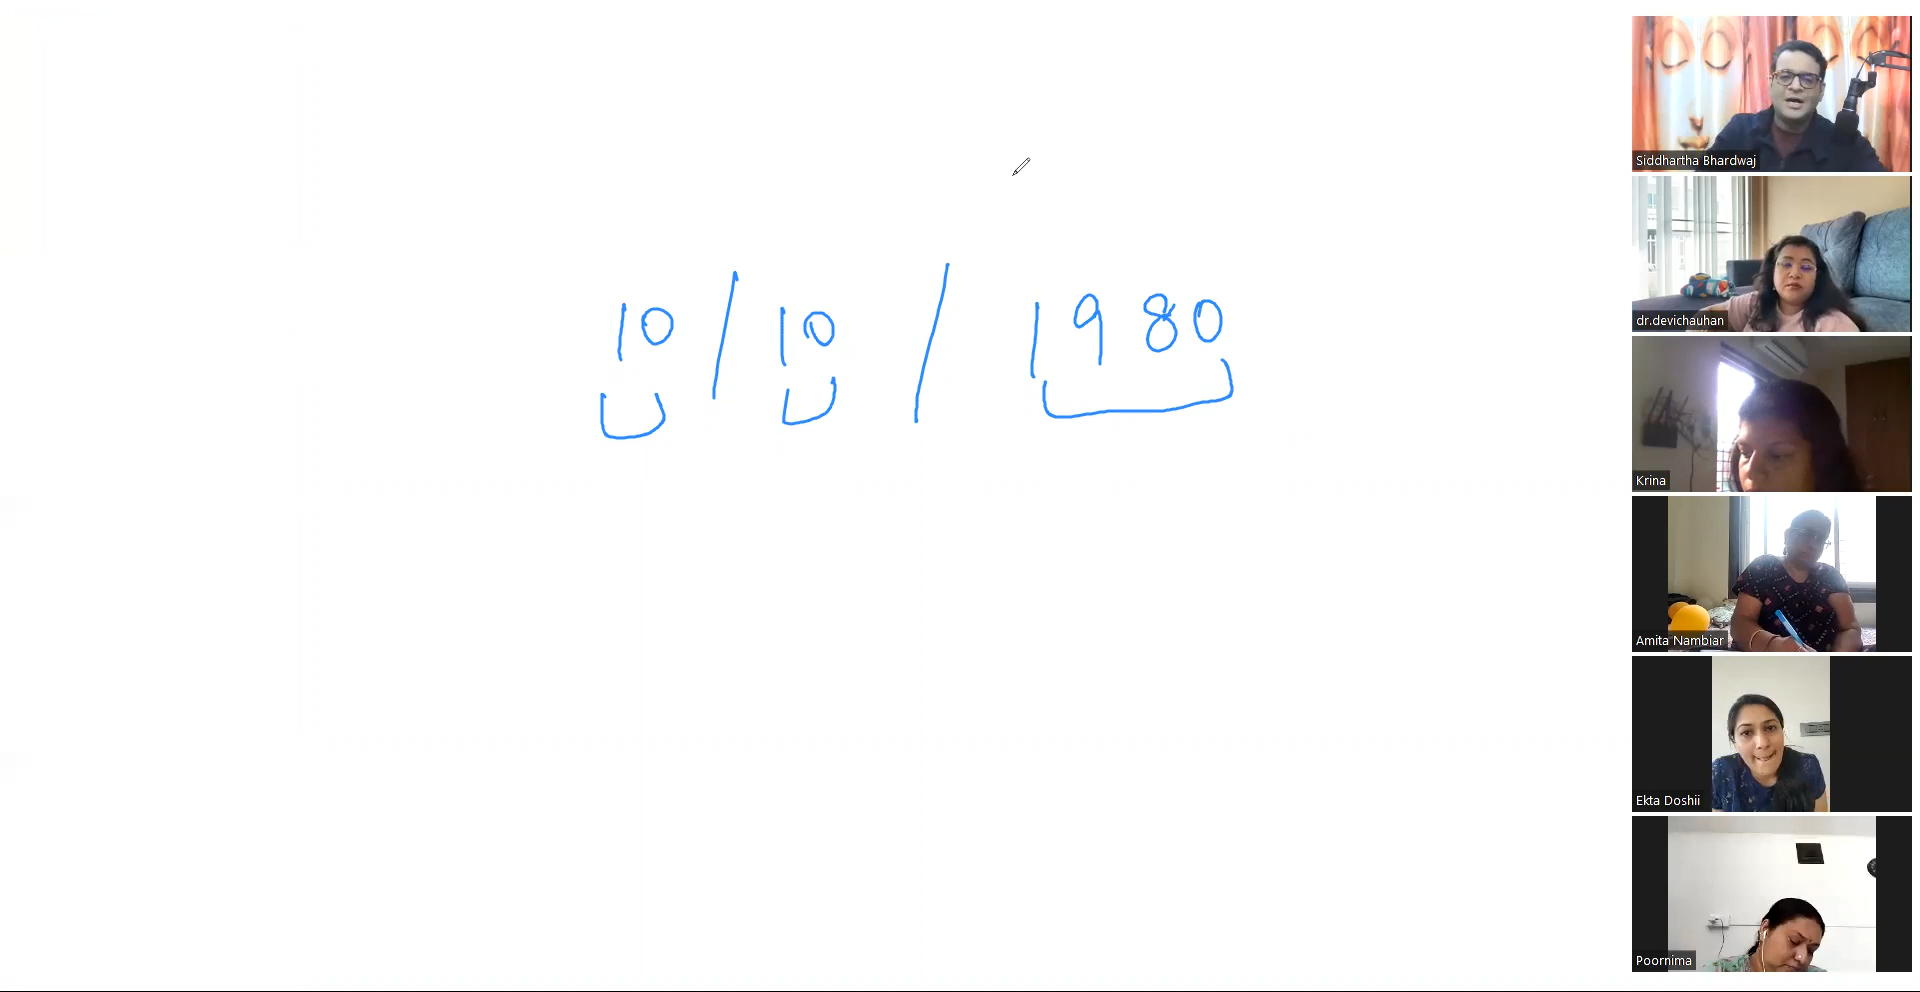 10 / 10 / 1980
Siddhartha Bhardwaj
dr.devichauhan
Krina
Amita Nambiar
Ekta Doshii
Poornima